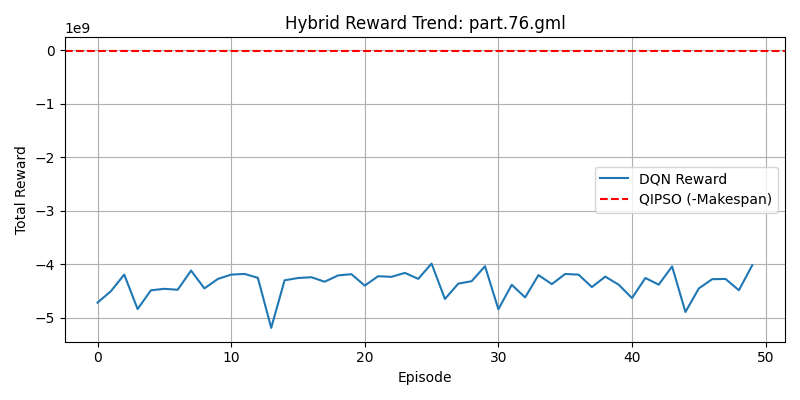 Hybrid Reward Trend: part.76.gml
1e9
0
−1
−2
−3
−4
−5
Total Reward
DQN Reward
QIPSO (-Makespan)
0 10 20 30 40 50
Episode